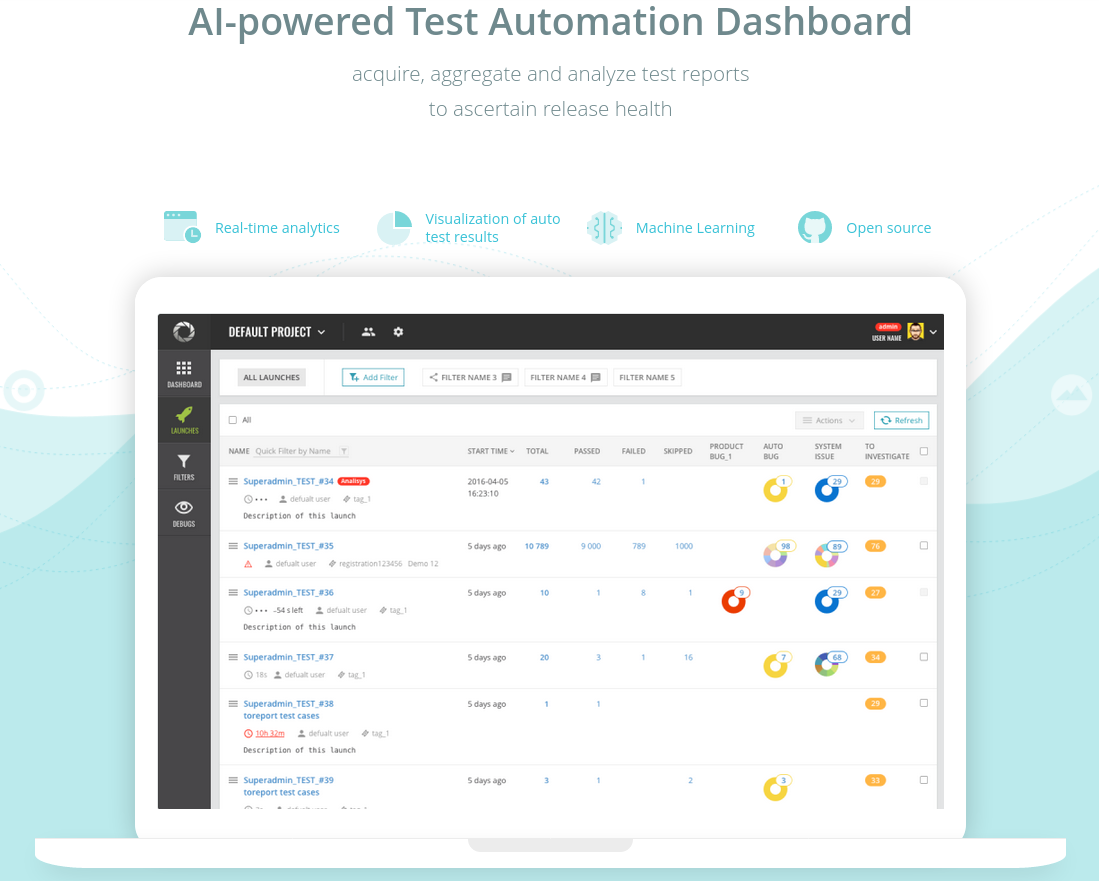 AI-powered Test Automation Dashboard
acquire, aggregate and analyze test reports
to ascertain release health
Real-time analytics
Visualization of auto
test results
Machine Learning
Open source
DEFAULT PROJECT
admin
USER NAME
DASHBOARD
LAUNCHES
FILTERS
DEBUGS
ALL LAUNCHES Add Filter FILTER NAME 3 FILTER NAME 4 FILTER NAME 5
All Actions Refresh
NAME Quick Filter by Name START TIME TOTAL PASSED FAILED SKIPPED PRODUCT BUG_1 AUTO BUG SYSTEM ISSUE TO INVESTIGATE
Superadmin_TEST_#34 Analisys 2016-04-05 43 42 1 1 29 29
16:23:10
defualt user tag_1
Description of this launch
Superadmin_TEST_#35 5 days ago 10 789 9 000 789 1000 98 89 76
defualt user registration123456 Demo 12
Superadmin_TEST_#36 5 days ago 10 1 8 1 9 29 27
-54 s left defualt user tag_1
Description of this launch
Superadmin_TEST_#37 5 days ago 20 3 1 16 7 68 34
18s defualt user tag_1
Superadmin_TEST_#38 5 days ago 1 1 29
toreport test cases
10h 32m defualt user tag_1
Description of this launch
Superadmin_TEST_#39 5 days ago 3 1 2 3 33
toreport test cases